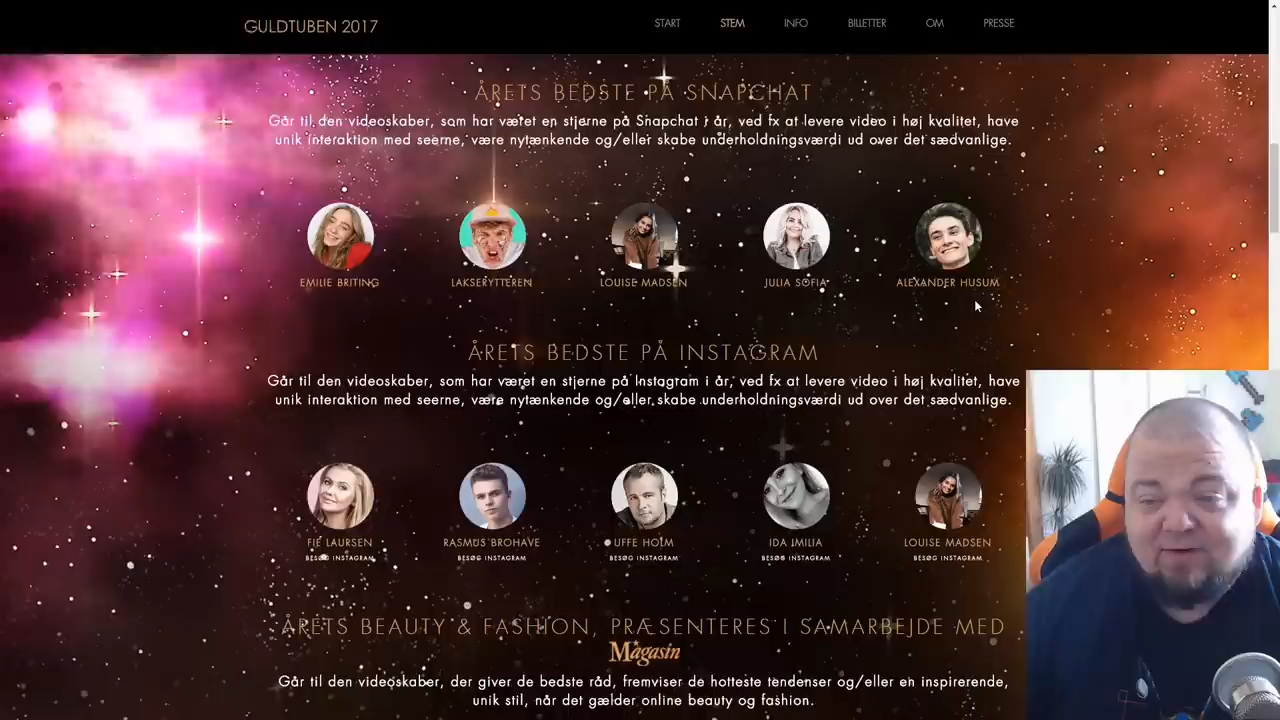 GULDTUBEN 2017
START STEM INFO BILLETTER OM PRESSE
ÅRETS BEDSTE PÅ SNAPCHAT
Går til den videoskaber, som har været en stjerne på Snapchat i år, ved fx at levere video i høj kvalitet, have
unik interaktion med seerne, være nytænkende og/eller skabe underholdningsværdi ud over det sædvanlige.
EMILIE BRITING LAKSERYTTEREN LOUISE MADSEN JULIA SOFIA ALEXANDER HUSUM
ÅRETS BEDSTE PÅ INSTAGRAM
Går til den videoskaber, som har været en stjerne på Instagram i år, ved fx at levere video i høj kvalitet, have
unik interaktion med seerne, være nytænkende og/eller skabe underholdningsværdi ud over det sædvanlige.
FIE LAURSEN RASMUS BROHAVE UFFE HOLM IDA IMILIA LOUISE MADSEN
BESØG INSTAGRAM BESØG INSTAGRAM BESØG INSTAGRAM BESØG INSTAGRAM BESØG INSTAGRAM
ÅRETS BEAUTY & FASHION, PRÆSENTERES I SAMARBEJDE MED
Magasin
Går til den videoskaber, der giver de bedste råd, fremviser de hotteste tendenser og/eller en inspirerende,
unik stil, når det gælder online beauty og fashion.